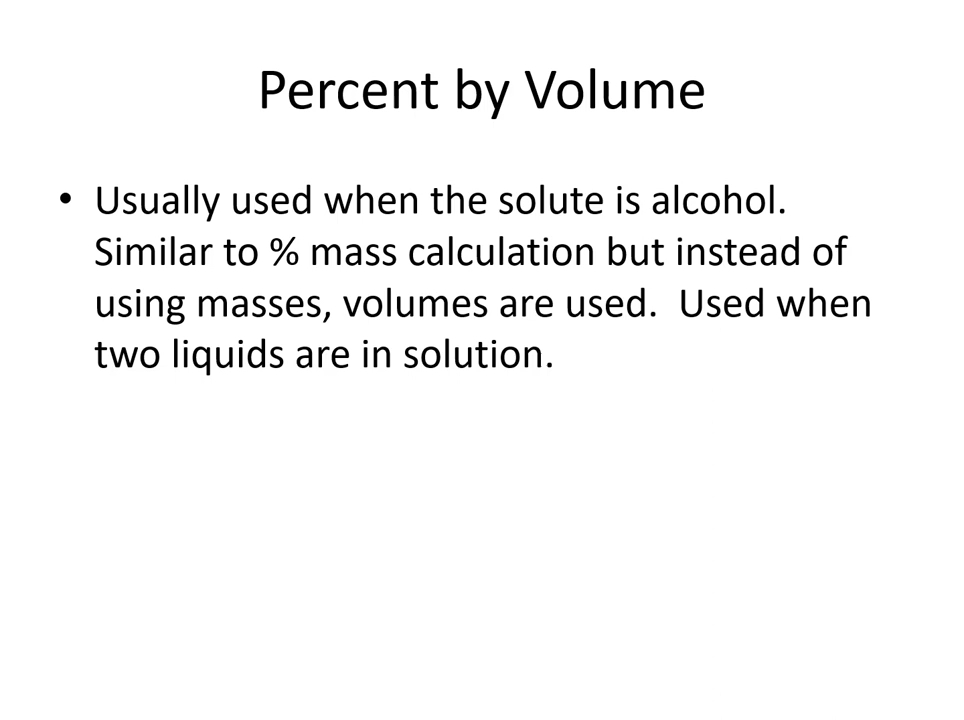 Percent by Volume
• Usually used when the solute is alcohol.
Similar to % mass calculation but instead of
using masses, volumes are used.  Used when
two liquids are in solution.